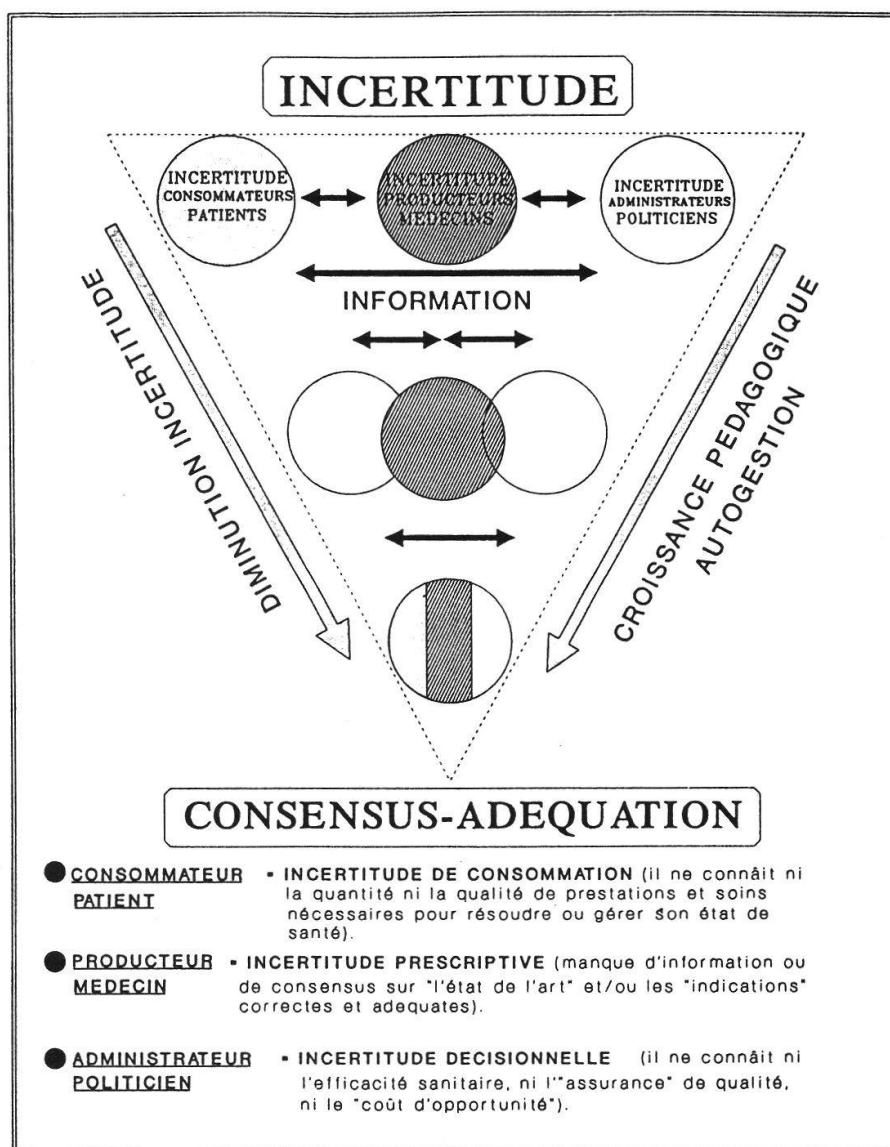 INCERTITUDE
INCERTITUDE
CONSOMMATEURS
PATIENTS
INCERTITUDE
PRODUCTEURS
MEDECINS
INCERTITUDE
ADMINISTRATEURS
POLITICIENS
INFORMATION
DIMINUTION INCERTITUDE
CROISSANCE PEDAGOGIQUE
AUTOGESTION
CONSENSUS-ADEQUATION
● CONSOMMATEUR - INCERTITUDE DE CONSOMMATION (il ne connâit ni
PATIENT la quantité ni la qualité de prestations et soins
nécessaires pour résoudre ou gérer son état de
santé).
● PRODUCTEUR - INCERTITUDE PRESCRIPTIVE (manque d'information ou
MEDECIN de consensus sur "l'état de l'art" et/ou les "indications"
correctes et adequates).
● ADMINISTRATEUR - INCERTITUDE DECISIONNELLE (il ne connâit ni
POLITICIEN l'efficacité sanitaire, ni l'"assurance" de qualité,
ni le "coût d'opportunité").